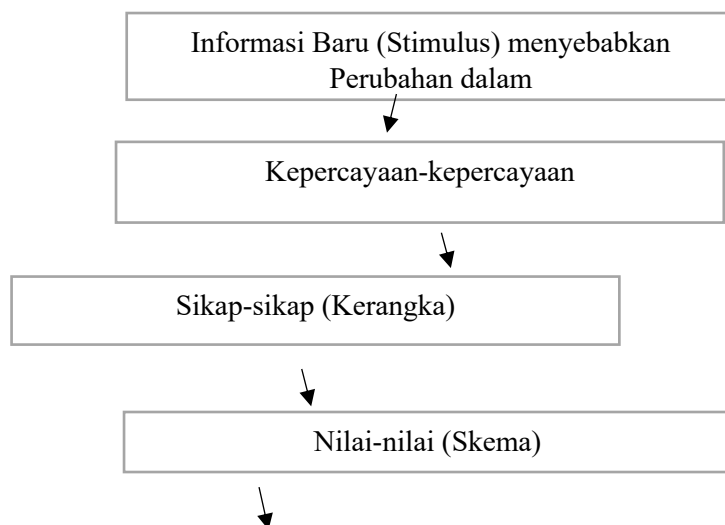 Informasi Baru (Stimulus) menyebabkan
Perubahan dalam
Kepercayaan-kepercayaan
Sikap-sikap (Kerangka)
Nilai-nilai (Skema)